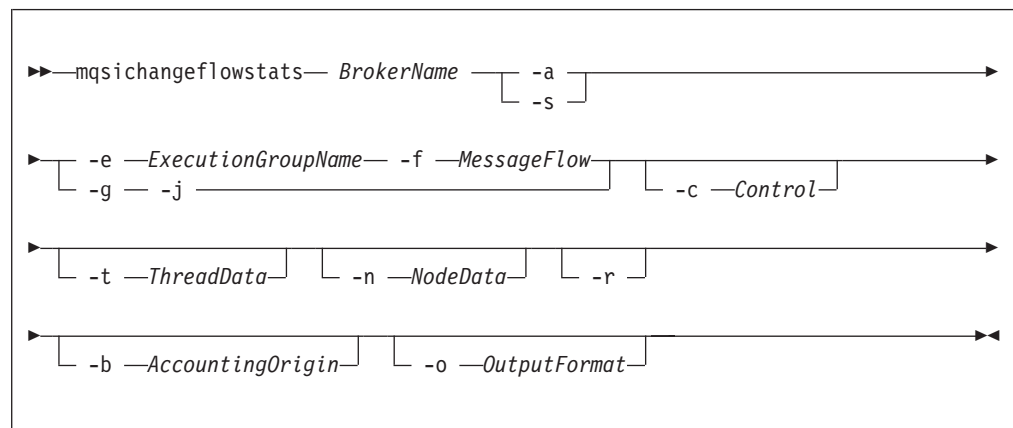 mqsichangeflowstats BrokerName -a
-s
-e ExecutionGroupName -f MessageFlow
-g -j -c Control
-t ThreadData -n NodeData -r
-b AccountingOrigin -o OutputFormat